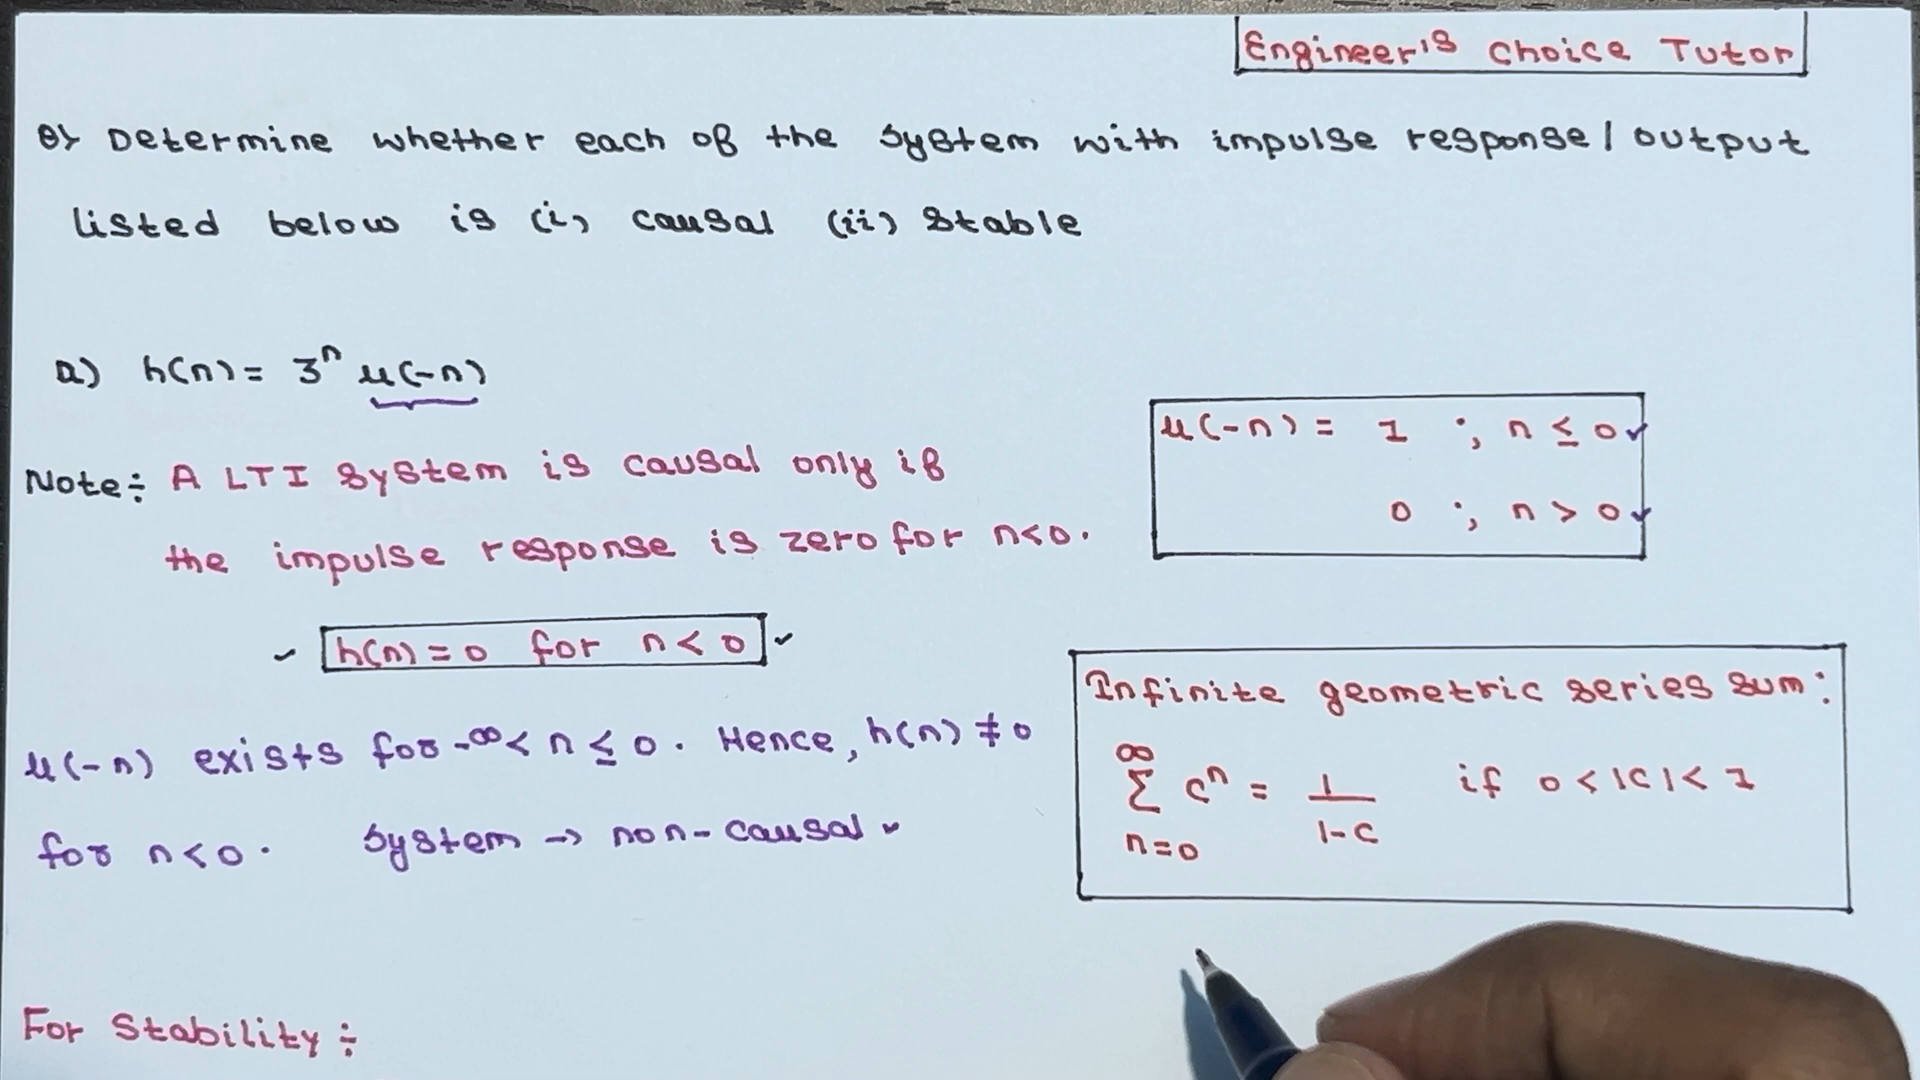 Engineer's Choice Tutor
Q) Determine whether each of the system with impulse response/output
listed below is (i) causal (ii) stable
a) h(n) = 3ⁿ u(-n)
u(-n) = 1 ; n ≤ 0
0 ; n > 0
Note: A LTI system is causal only if
the impulse response is zero for n<0.
h(n) = 0 for n < 0
u(-n) exists for -∞ < n ≤ 0. Hence, h(n) ≠ 0
for n < 0. System → non-causal
Infinite geometric series sum:
∞
Σ cⁿ = 1/(1-c) if 0 < |c| < 1
n=0
For Stability: